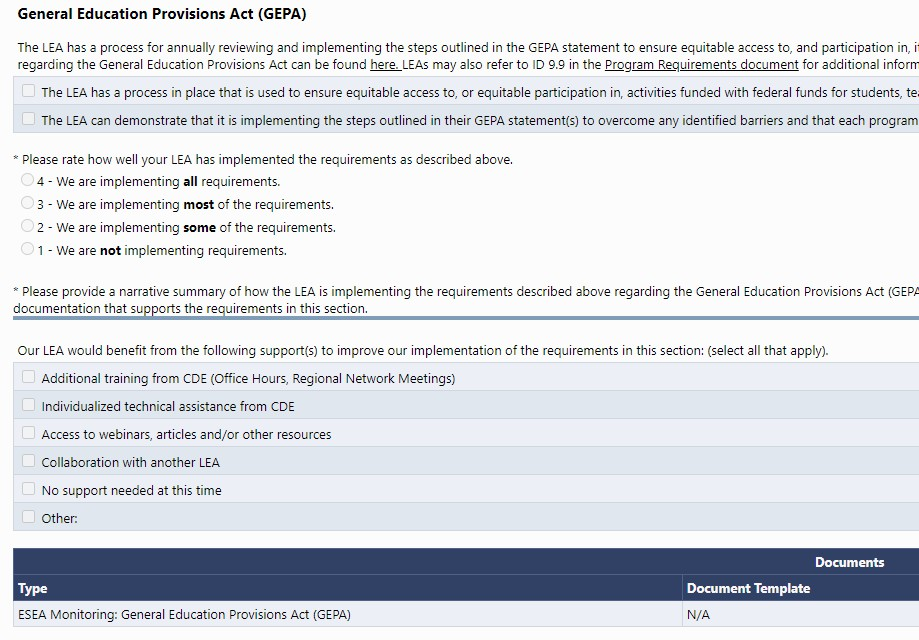 General Education Provisions Act (GEPA)
The LEA has a process for annually reviewing and implementing the steps outlined in the GEPA statement to ensure equitable access to, and participation in,
regarding the General Education Provisions Act can be found here. LEAs may also refer to ID 9.9 in the Program Requirements document for additional inform
The LEA has a process in place that is used to ensure equitable access to, or equitable participation in, activities funded with federal funds for students, te
The LEA can demonstrate that it is implementing the steps outlined in their GEPA statement(s) to overcome any identified barriers and that each program
* Please rate how well your LEA has implemented the requirements as described above.
4 - We are implementing all requirements.
3 - We are implementing most of the requirements.
2 - We are implementing some of the requirements.
1 - We are not implementing requirements.
* Please provide a narrative summary of how the LEA is implementing the requirements described above regarding the General Education Provisions Act (GEPA
documentation that supports the requirements in this section.
Our LEA would benefit from the following support(s) to improve our implementation of the requirements in this section: (select all that apply).
Additional training from CDE (Office Hours, Regional Network Meetings)
Individualized technical assistance from CDE
Access to webinars, articles and/or other resources
Collaboration with another LEA
No support needed at this time
Other:
Documents
Type Document Template
ESEA Monitoring: General Education Provisions Act (GEPA) N/A